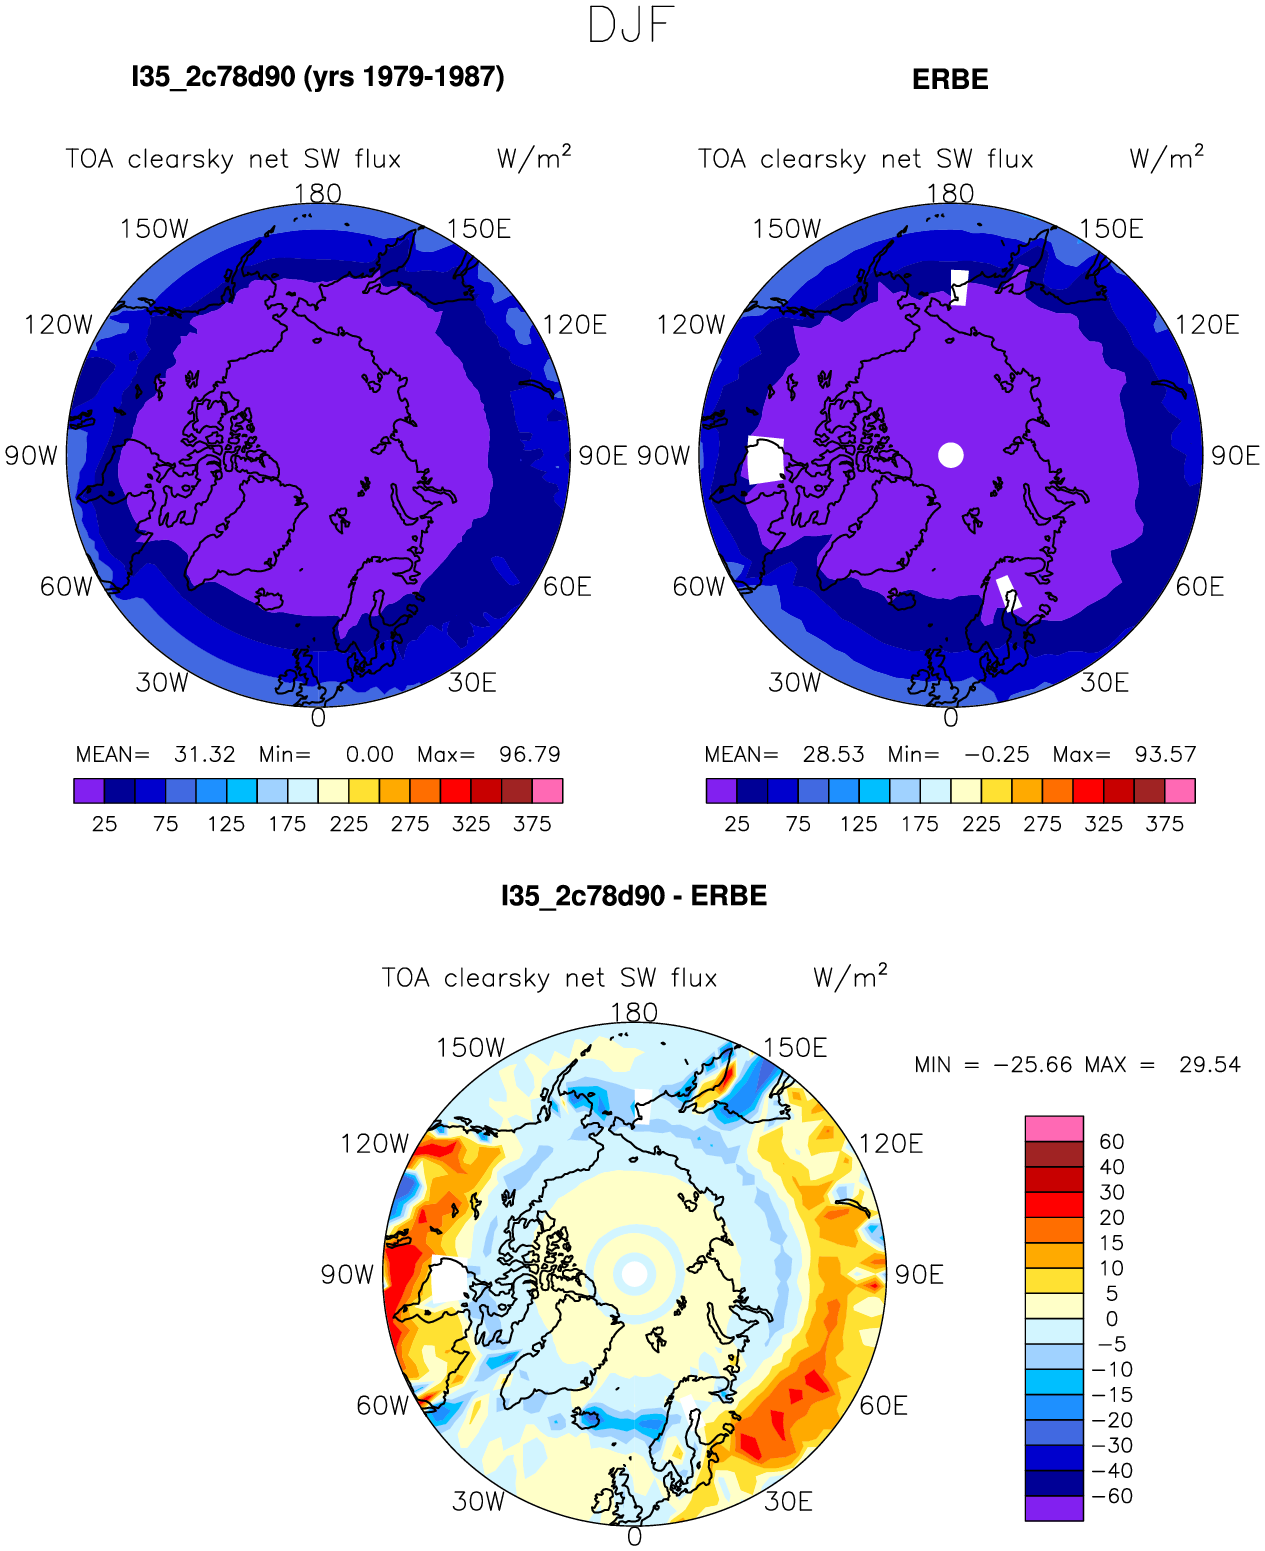 DJF
I35_2c78d90 (yrs 1979-1987)
ERBE
TOA clearsky net SW flux W/m²
TOA clearsky net SW flux W/m²
180
150W 150E
120W 120E
90W 90E
60W 60E
30W 30E
0
180
150W 150E
120W 120E
90W 90E
60W 60E
30W 30E
0
MEAN= 31.32 Min= 0.00 Max= 96.79
25 75 125 175 225 275 325 375
MEAN= 28.53 Min= −0.25 Max= 93.57
25 75 125 175 225 275 325 375
I35_2c78d90 - ERBE
TOA clearsky net SW flux W/m²
180
150W 150E
120W 120E
90W 90E
60W 60E
30W 30E
0
MIN = −25.66 MAX = 29.54
60
40
30
20
15
10
5
0
−5
−10
−15
−20
−30
−40
−60